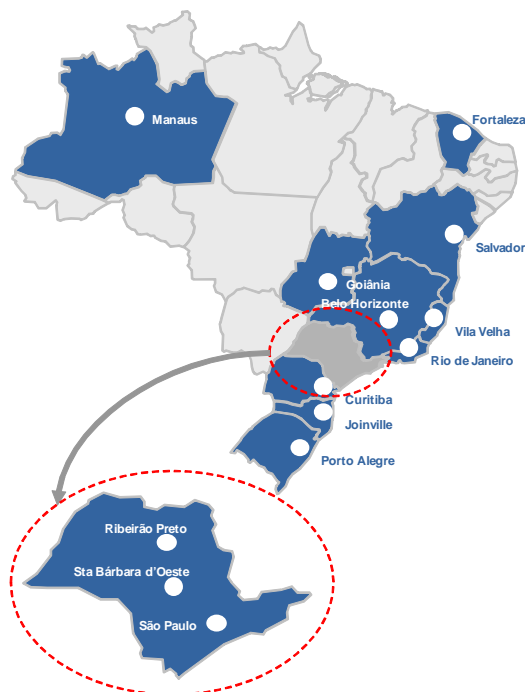 Manaus
Fortaleza
Salvador
Goiânia
Belo Horizonte
Vila Velha
Rio de Janeiro
Curitiba
Joinville
Porto Alegre
Ribeirão Preto
Sta Bárbara d'Oeste
São Paulo